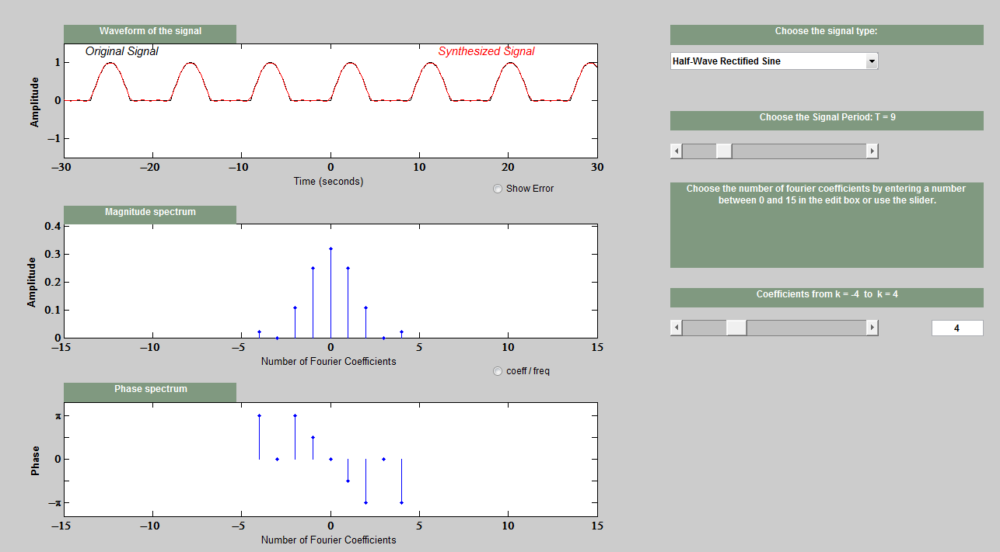 Waveform of the signal
Original Signal
Synthesized Signal
1
0
−1
Amplitude
−30
−20
−10
0
10
20
30
Time (seconds)
Show Error
Magnitude spectrum
0.4
0.3
0.2
0.1
0
Amplitude
−15
−10
−5
0
5
10
15
Number of Fourier Coefficients
coeff / freq
Phase spectrum
π
0
−π
Phase
−15
−10
−5
0
5
10
15
Number of Fourier Coefficients
Choose the signal type:
Half-Wave Rectified Sine
Choose the Signal Period: T = 9
Choose the number of fourier coefficients by entering a number
between 0 and 15 in the edit box or use the slider.
Coefficients from k = -4 to k = 4
4